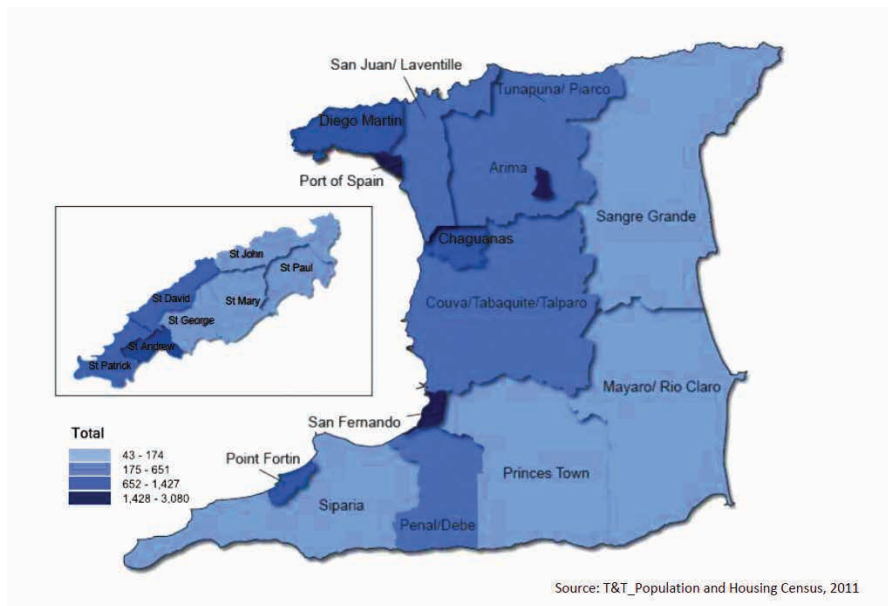 San Juan/ Laventille
Tunapuna/ Piarco
Diego Martin
Arima
Port of Spain
Sangre Grande
Chaguanas
St John
St Paul
St David
St Mary
Couva/Tabaquite/Talparo
St George
St Andrew
St Patrick
Mayaro/ Rio Claro
San Fernando
Total
43 - 174
175 - 651
652 - 1,427
1,428 - 3,080
Point Fortin
Princes Town
Siparia
Penal/Debe
Source: T&T_Population and Housing Census, 2011